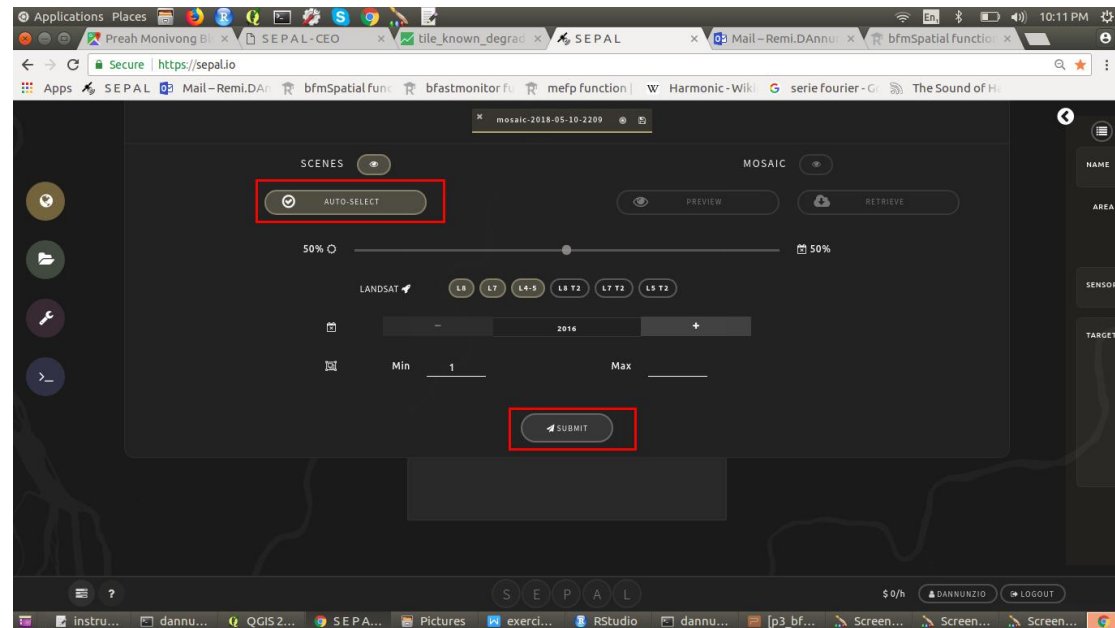 Applications Places En 10:11 PM
Preah Monivong Bl SEPAL-CEO tile_known_degrad SEPAL Mail – Remi.DAnnun bfmSpatial function
Secure https://sepal.io
Apps SEPAL Mail – Remi.DAn bfmSpatial func bfastmonitor fu mefp function | W Harmonic - Wiki G serie fourier - Go The Sound of He
mosaic-2018-05-10-2209
SCENES MOSAIC
NAME
AUTO-SELECT PREVIEW RETRIEVE
AREA
50% 50%
LANDSAT L8 L7 L4-5 L8 T2 L7 T2 L5 T2
SENSOR
− 2016 +
TARGET
Min 1 Max
>_
SUBMIT
? S E P A L $ 0/h DANNUNZIO LOGOUT
instru... dannu... QGIS 2... S E P A... Pictures exerci... RStudio dannu... [p3_bf... Screen... Screen... Screen...